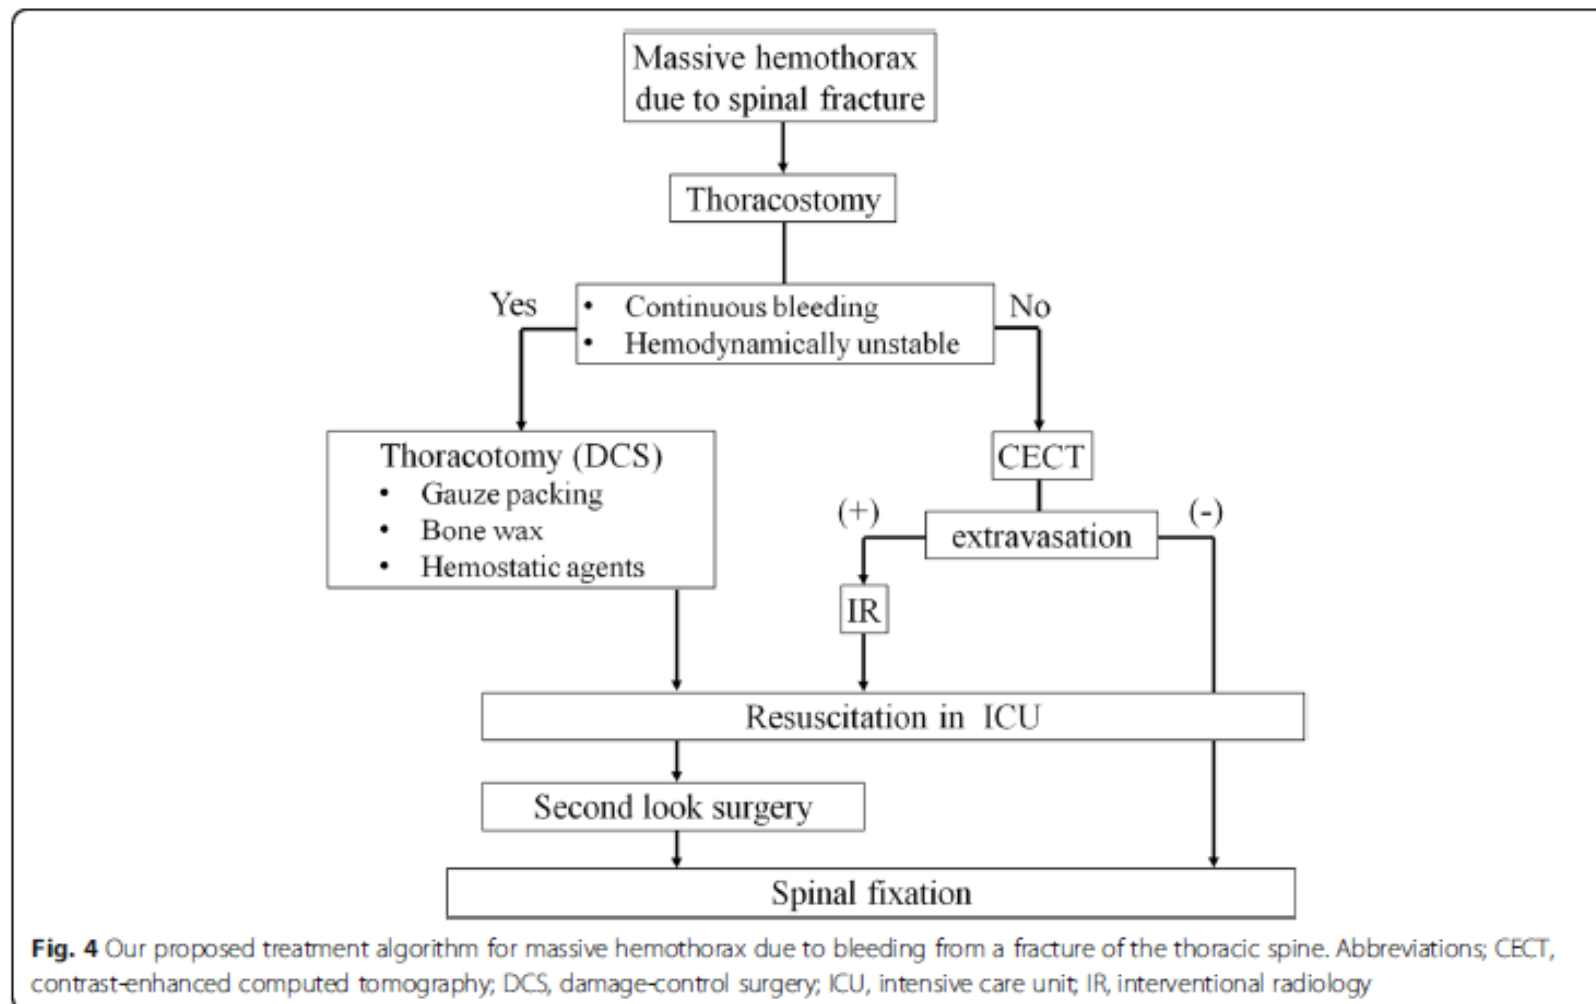 Massive hemothorax
due to spinal fracture
Thoracostomy
Yes
• Continuous bleeding
• Hemodynamically unstable
No
Thoracotomy (DCS)
• Gauze packing
• Bone wax
• Hemostatic agents
CECT
(+)
extravasation
(-)
IR
Resuscitation in ICU
Second look surgery
Spinal fixation
Fig. 4 Our proposed treatment algorithm for massive hemothorax due to bleeding from a fracture of the thoracic spine. Abbreviations; CECT,
contrast-enhanced computed tomography; DCS, damage-control surgery; ICU, intensive care unit; IR, interventional radiology